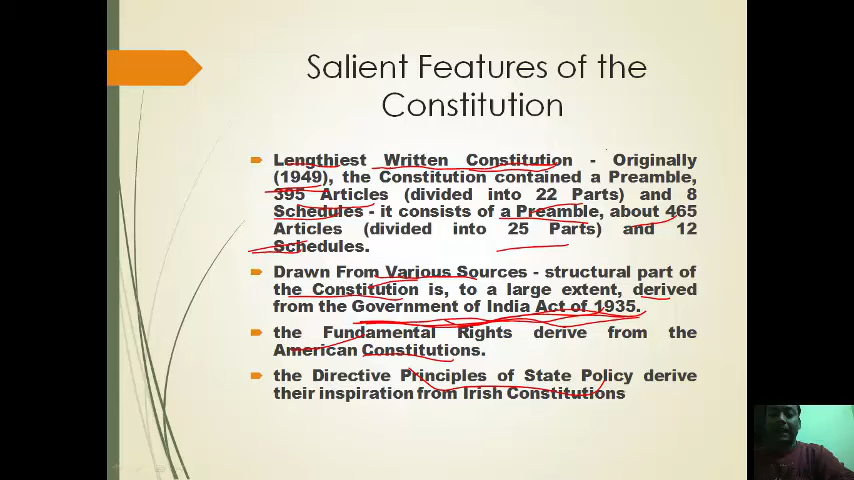 Salient Features of the
Constitution
Lengthiest Written Constitution - Originally
(1949), the Constitution contained a Preamble,
395 Articles (divided into 22 Parts) and 8
Schedules - it consists of a Preamble, about 465
Articles (divided into 25 Parts) and 12
Schedules.
Drawn From Various Sources - structural part of
the Constitution is, to a large extent, derived
from the Government of India Act of 1935.
the Fundamental Rights derive from the
American Constitutions.
the Directive Principles of State Policy derive
their inspiration from Irish Constitutions